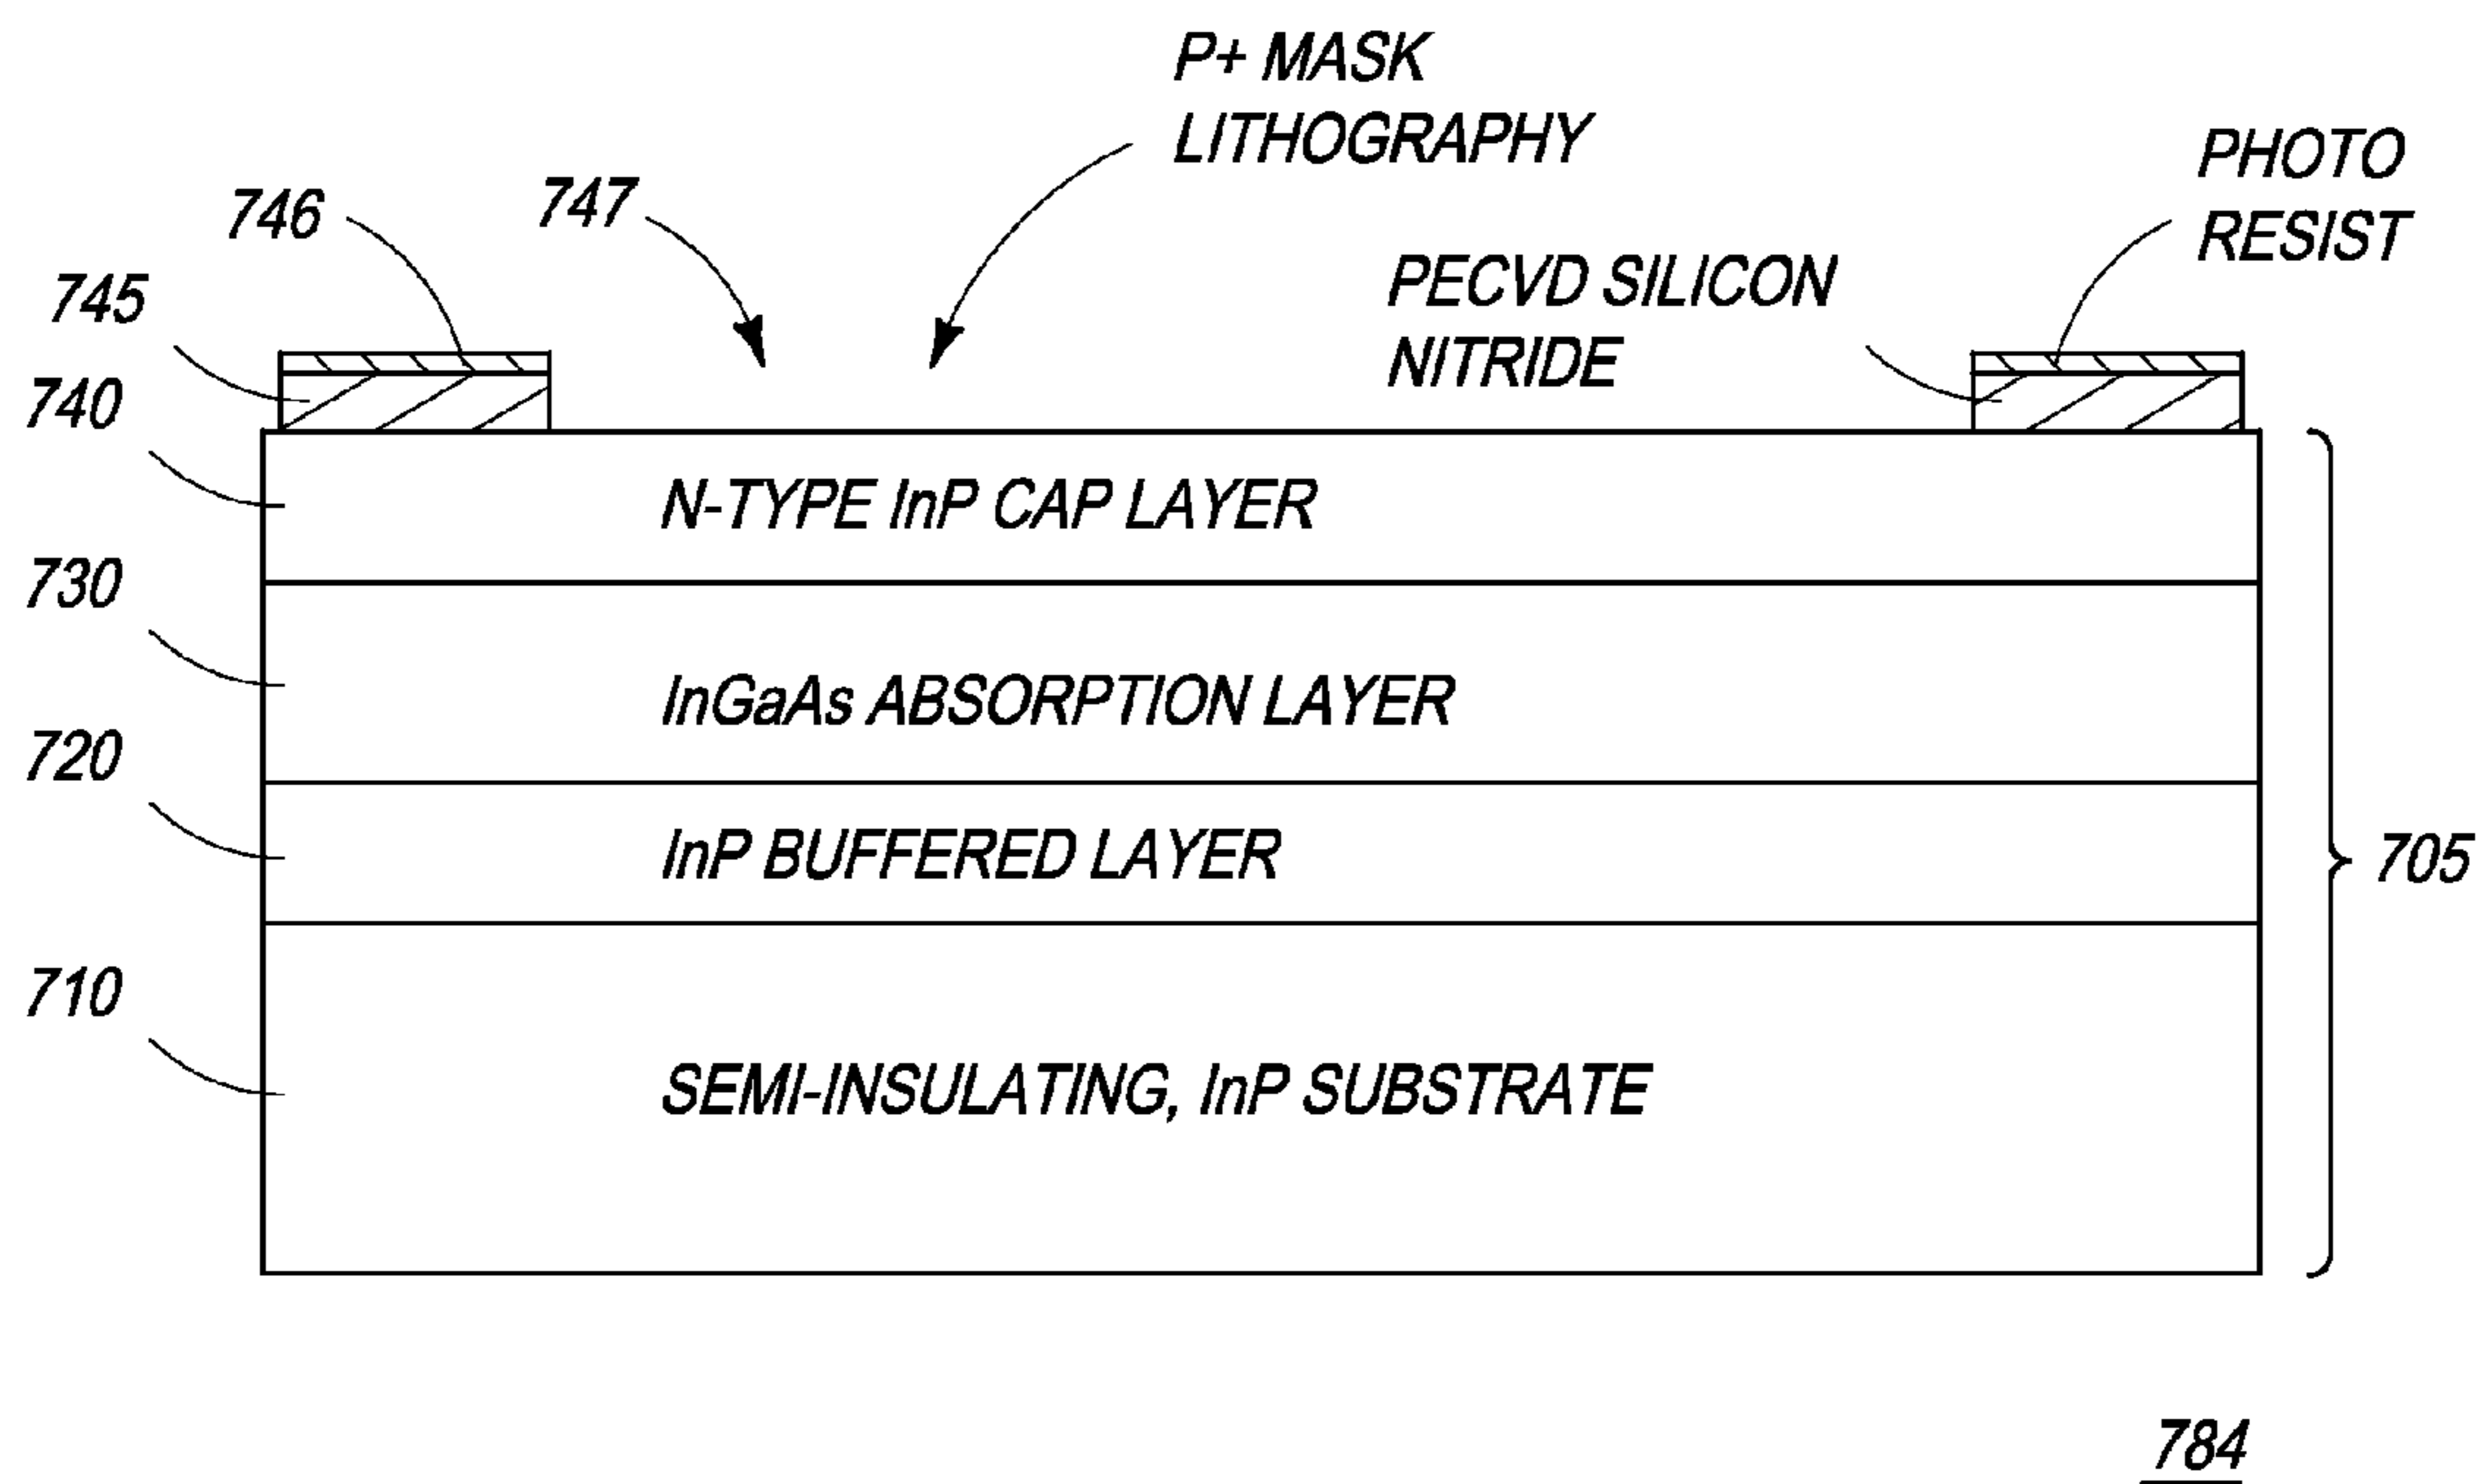 P+ MASK
LITHOGRAPHY
PHOTO
RESIST
746
747
PECVD SILICON
NITRIDE
745
740
N-TYPE InP CAP LAYER
730
InGaAs ABSORPTION LAYER
720
InP BUFFERED LAYER
705
710
SEMI-INSULATING, InP SUBSTRATE
784